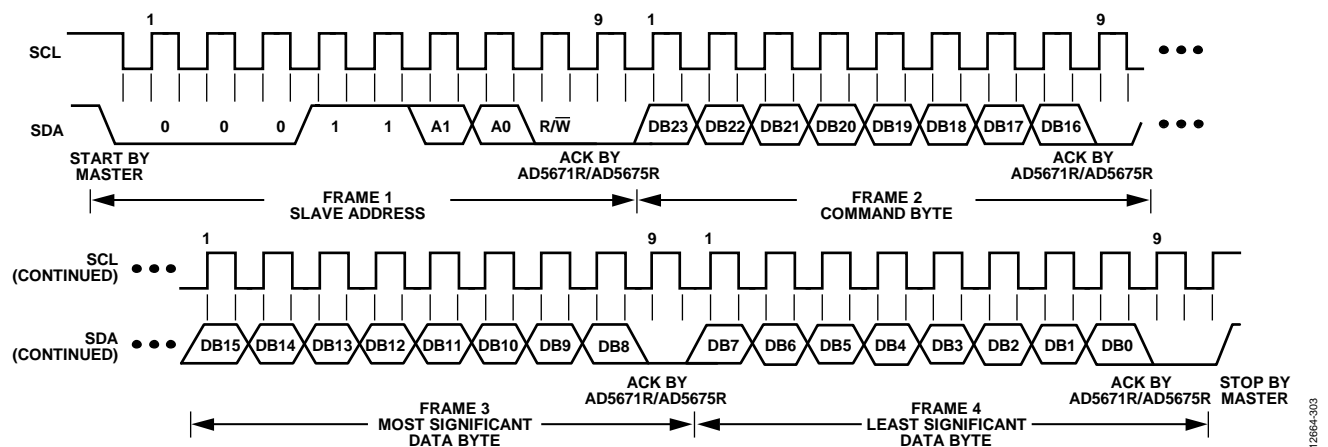 1 9 1 9
SCL
SDA
0 0 0 1 1 A1 A0 R/W̅ DB23 DB22 DB21 DB20 DB19 DB18 DB17 DB16
START BY
MASTER
ACK BY
AD5671R/AD5675R
ACK BY
AD5671R/AD5675R
FRAME 1
SLAVE ADDRESS
FRAME 2
COMMAND BYTE
1 9 1 9
SCL
(CONTINUED)
SDA
(CONTINUED)
DB15 DB14 DB13 DB12 DB11 DB10 DB9 DB8 DB7 DB6 DB5 DB4 DB3 DB2 DB1 DB0
ACK BY
AD5671R/AD5675R
ACK BY
AD5671R/AD5675R
STOP BY
MASTER
FRAME 3
MOST SIGNIFICANT
DATA BYTE
FRAME 4
LEAST SIGNIFICANT
DATA BYTE
12664-303